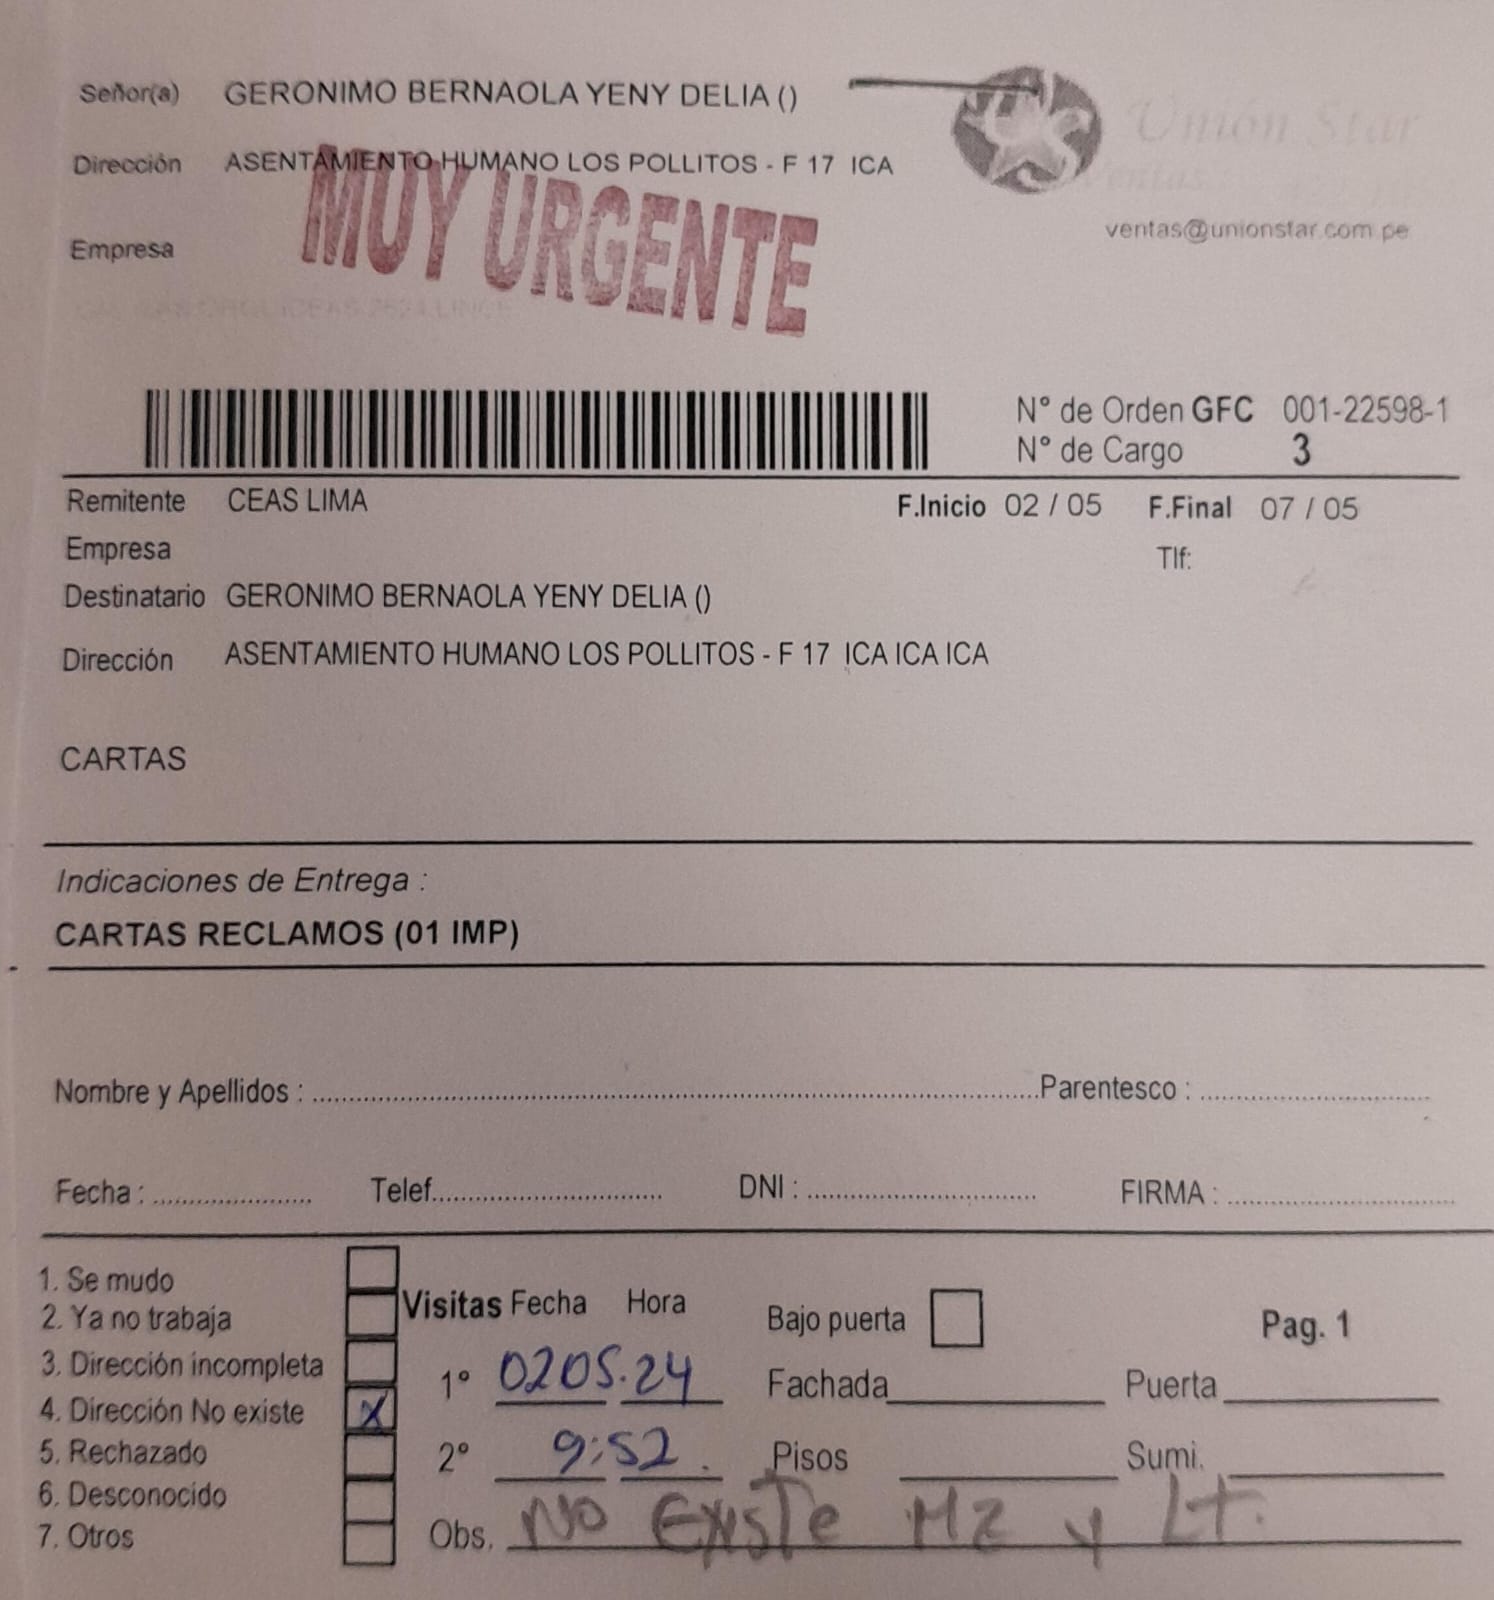 Señor(a) GERONIMO BERNAOLA YENY DELIA ()
Unión Star
Dirección ASENTAMIENTO HUMANO LOS POLLITOS - F 17 ICA
Ventas
MUY URGENTE
ventas@unionstar.com.pe
Empresa
N° de Orden GFC 001-22598-1
N° de Cargo 3
Remitente CEAS LIMA F.Inicio 02 / 05 F.Final 07 / 05
Empresa Tlf:
Destinatario GERONIMO BERNAOLA YENY DELIA ()
Dirección ASENTAMIENTO HUMANO LOS POLLITOS - F 17 ICA ICA ICA
CARTAS
Indicaciones de Entrega :
CARTAS RECLAMOS (01 IMP)
Nombre y Apellidos : Parentesco :
Fecha : Telef. DNI : FIRMA :
1. Se mudo
2. Ya no trabaja
3. Dirección incompleta
4. Dirección No existe X
5. Rechazado
6. Desconocido
7. Otros
Visitas Fecha Hora Bajo puerta Pag. 1
1° 0205.24 Fachada Puerta
2° 9:52. Pisos Sumi.
Obs. NO EXISTE MZ y LT.